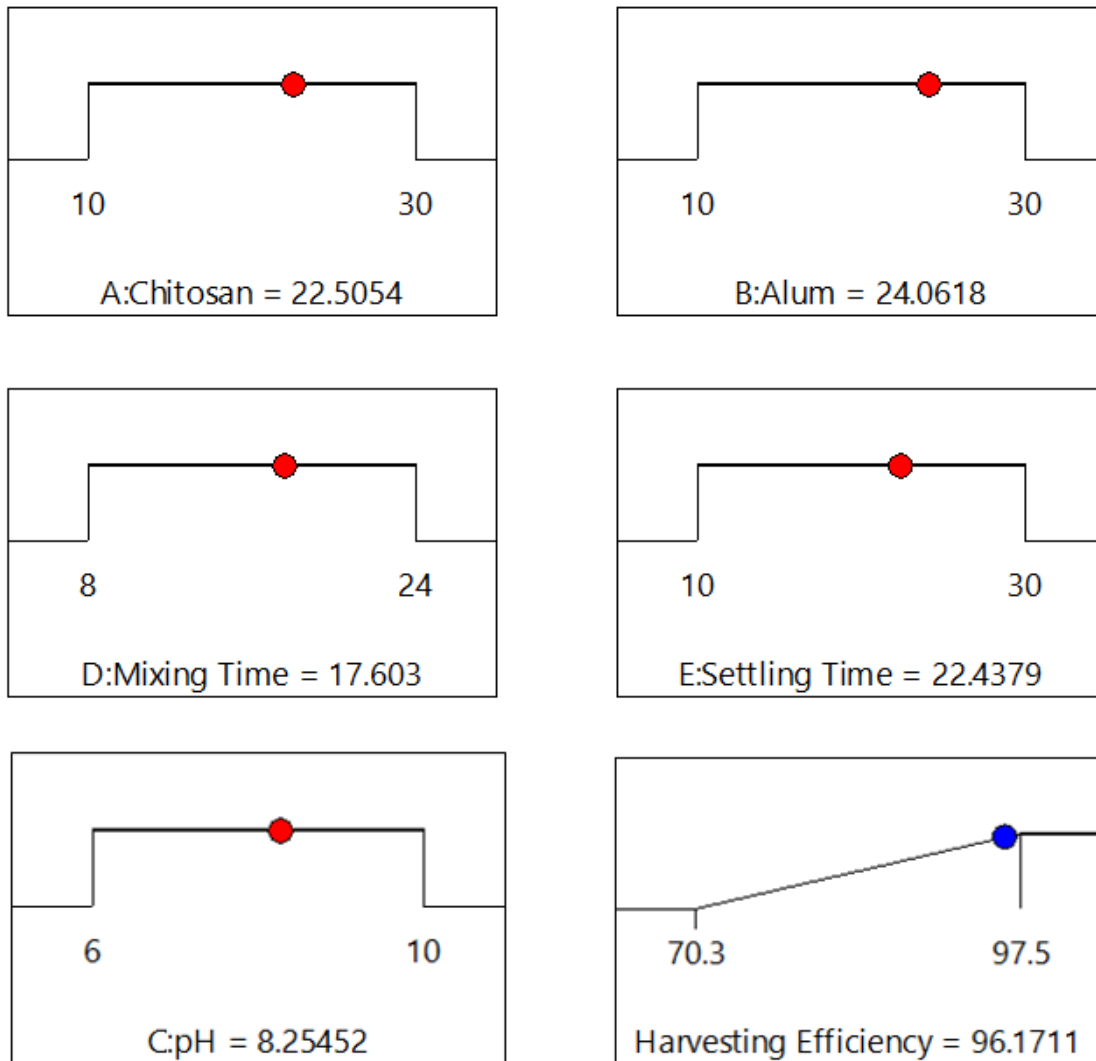 10 30
A:Chitosan = 22.5054
10 30
B:Alum = 24.0618
8 24
D:Mixing Time = 17.603
10 30
E:Settling Time = 22.4379
6 10
C:pH = 8.25452
70.3 97.5
Harvesting Efficiency = 96.1711